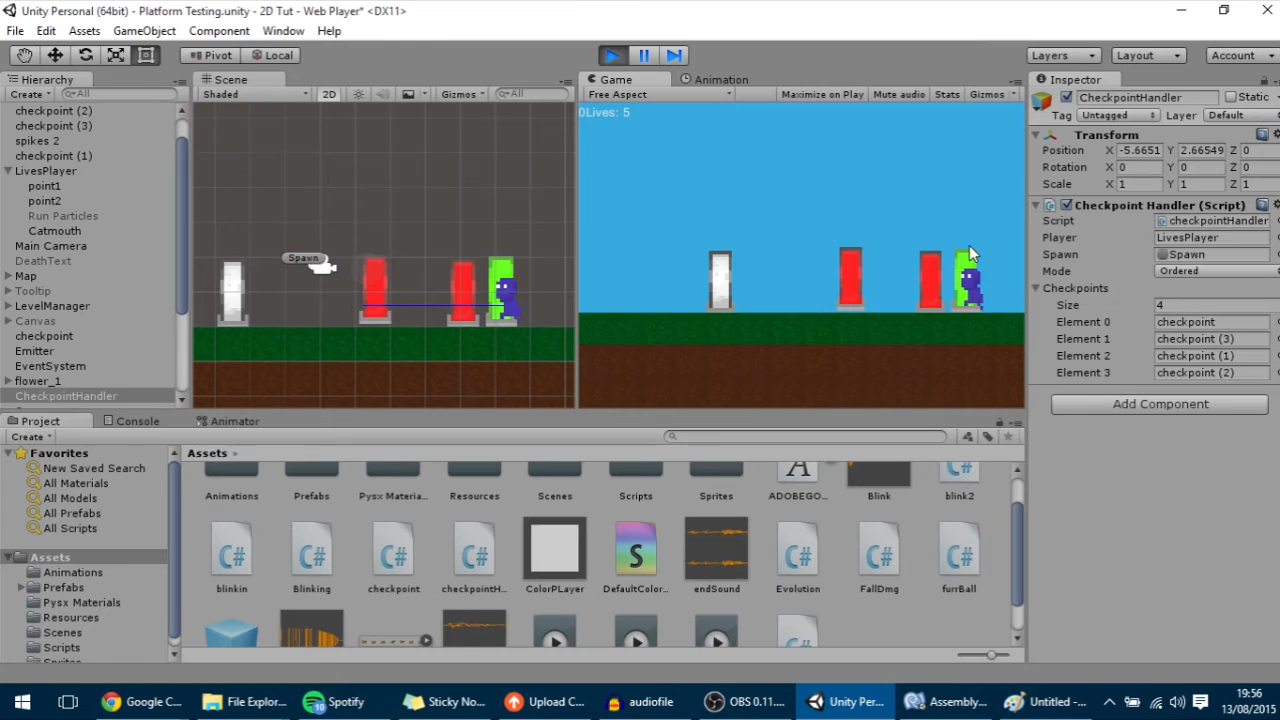 Unity Personal (64bit) - Platform Testing.unity - 2D Tut - Web Player* <DX11>
File Edit Assets GameObject Component Window Help
Pivot Local Layers Layout Account
Hierarchy Scene Game Animation Inspector
Create All Shaded 2D Gizmos All Free Aspect Maximize on Play Mute audio Stats Gizmos CheckpointHandler Static
checkpoint (2)
checkpoint (3)
spikes 2
checkpoint (1)
LivesPlayer
point1
point2
Run Particles
Catmouth
Main Camera
DeathText
Map
Tooltip
LevelManager
Canvas
checkpoint
Emitter
EventSystem
flower_1
CheckpointHandler
Spawn
0Lives: 5
Tag Untagged Layer Default
Transform
Position X -5.6651 Y 2.66549 Z 0
Rotation X 0 Y 0 Z 0
Scale X 1 Y 1 Z 1
Checkpoint Handler (Script)
Script checkpointHandler
Player LivesPlayer
Spawn Spawn
Mode Ordered
Checkpoints
Size 4
Element 0 checkpoint
Element 1 checkpoint (3)
Element 2 checkpoint (1)
Element 3 checkpoint (2)
Add Component
Project Console Animator
Create
Favorites
New Saved Search
All Materials
All Models
All Prefabs
All Scripts
Assets
Animations
Prefabs
Pysx Materials
Resources
Scenes
Scripts
Assets
Animations Prefabs Pysx Materia... Resources Scenes Scripts Sprites ADOBEGO... Blink blink2
blinkin Blinking checkpoint checkpointH... ColorPLayer DefaultColor... endSound Evolution FallDmg furrBall
Google C... File Explor... Spotify Sticky No... Upload C... audiofile OBS 0.11.... Unity Per... Assembly... Untitled -...
19:56
13/08/2015